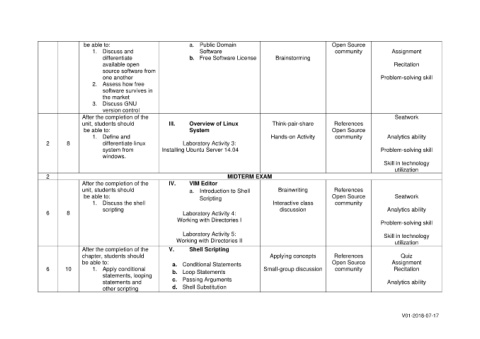 be able to:
1. Discuss and
differentiate
available open
source software from
one another
2. Assess how free
software survives in
the market
3. Discuss GNU
version control
a. Public Domain
Software
b. Free Software License
Brainstorming
Open Source
community
Assignment
Recitation
Problem-solving skill
2
8
After the completion of the
unit, students should
be able to:
1. Define and
differentiate linux
system from
windows.
III. Overview of Linux
System
Laboratory Activity 3:
Installing Ubuntu Server 14.04
Think-pair-share
Hands-on Activity
References
Open Source
community
Seatwork
Analytics ability
Problem-solving skill
Skill in technology
utilization
2
MIDTERM EXAM
6
8
After the completion of the
unit, students should
be able to:
1. Discuss the shell
scripting
IV. VIM Editor
a. Introduction to Shell
Scripting
Laboratory Activity 4:
Working with Directories I
Laboratory Activity 5:
Working with Directories II
Brainwriting
Interactive class
discussion
References
Open Source
community
Seatwork
Analytics ability
Problem-solving skill
Skill in technology
utilization
6
10
After the completion of the
chapter, students should
be able to:
1. Apply conditional
statements, looping
statements and
other scripting
V. Shell Scripting
a. Conditional Statements
b. Loop Statements
c. Passing Arguments
d. Shell Substitution
Applying concepts
Small-group discussion
References
Open Source
community
Quiz
Assignment
Recitation
Analytics ability
V01-2018-07-17